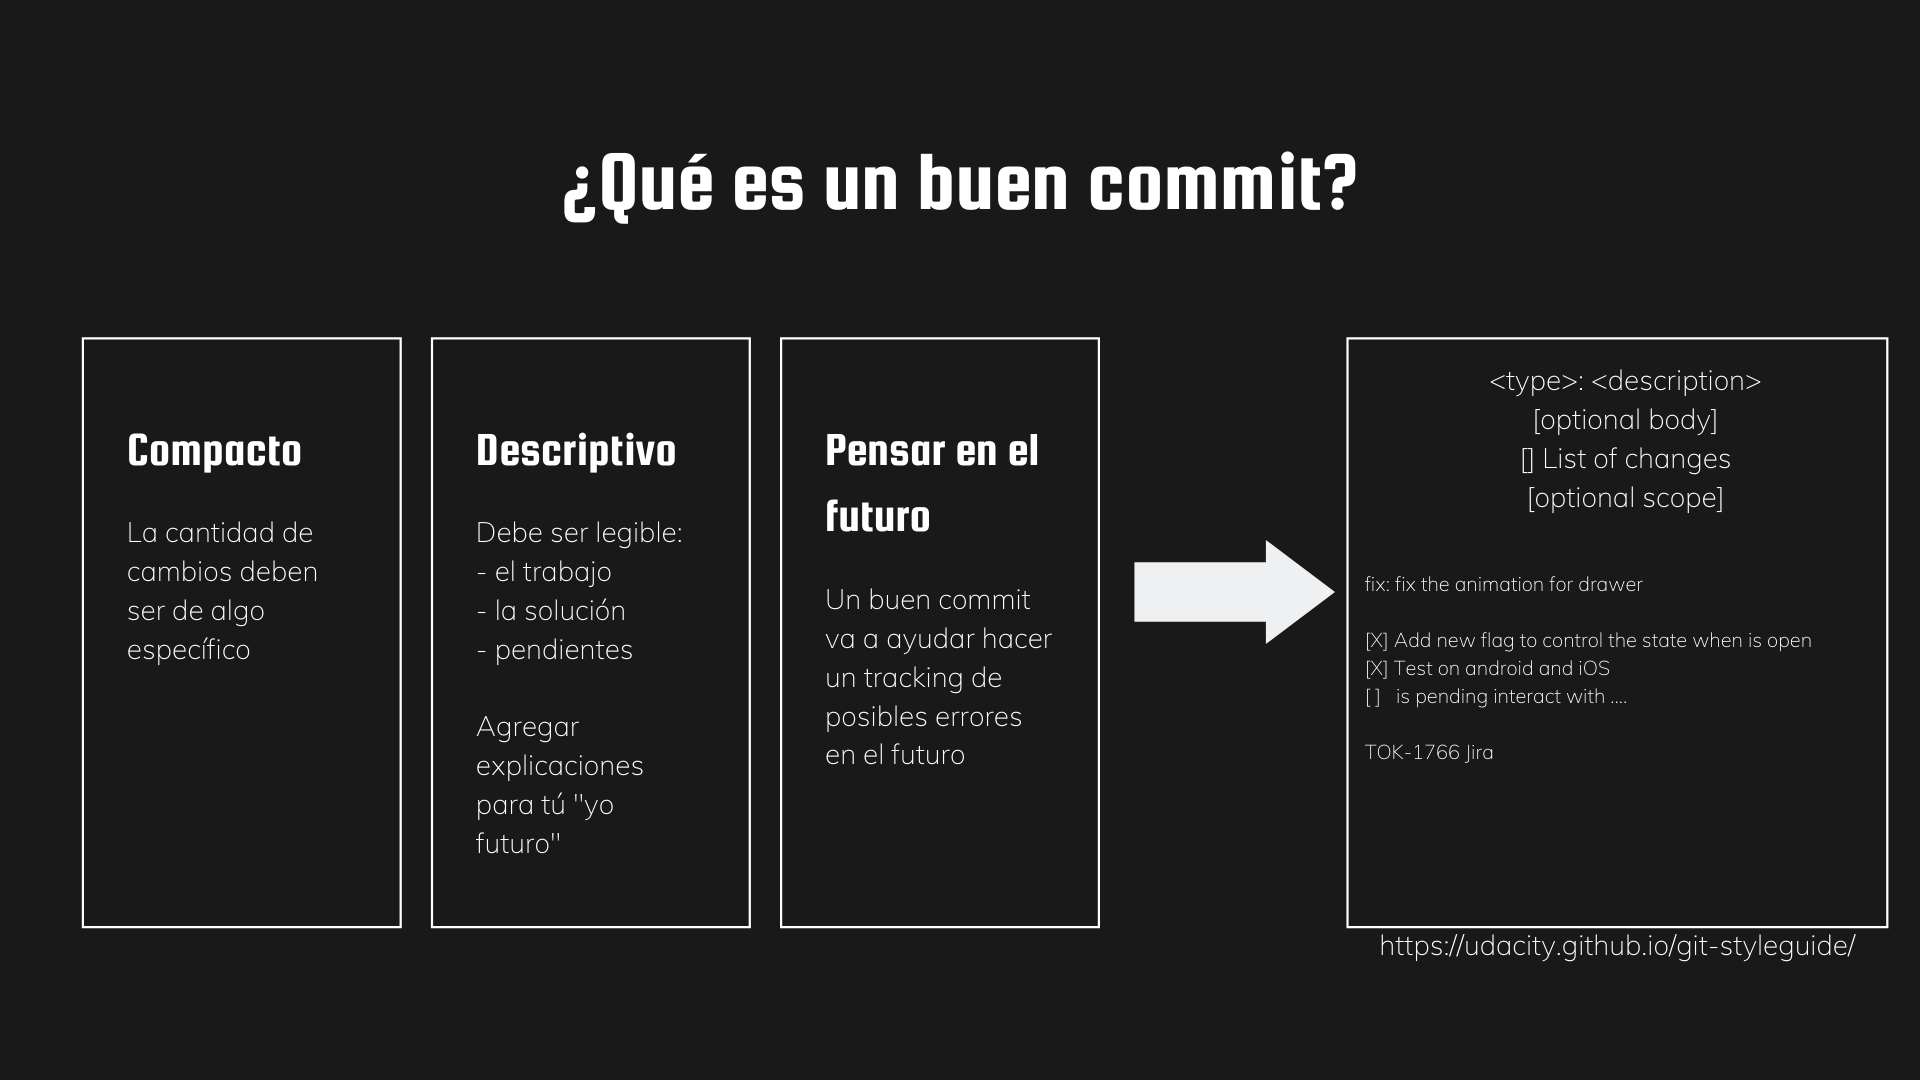 ¿Qué es un buen commit?
Compacto
La cantidad de
cambios deben
ser de algo
específico
Descriptivo
Debe ser legible:
- el trabajo
- la solución
- pendientes
Agregar
explicaciones
para tú "yo
futuro"
Pensar en el
futuro
Un buen commit
va a ayudar hacer
un tracking de
posibles errores
en el futuro
<type>: <description>
[optional body]
[] List of changes
[optional scope]
fix: fix the animation for drawer
[X] Add new flag to control the state when is open
[X] Test on android and iOS
[ ] is pending interact with ....
TOK-1766 Jira
https://udacity.github.io/git-styleguide/